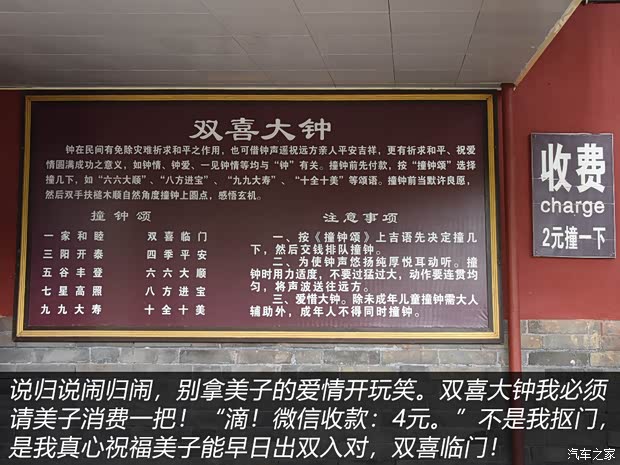 双喜大钟
钟在民间有免除灾难祈求和平之作用，也可借钟声遥祝远方亲人平安吉祥，更有祈求和平、祝爱
情圆满成功之意义，如钟情、钟爱、一见钟情等均与“钟”有关。撞钟前先付款，按“撞钟颂”选择
撞几下，如“六六大顺”、“八方进宝”、“九九大寿”、“十全十美”等颂语。撞钟前当默许良愿，
然后双手扶槌木顺自然角度撞钟上圆点，感悟玄机。
撞钟颂
一家和睦 双喜临门
三阳开泰 四季平安
五谷丰登 六六大顺
七星高照 八方进宝
九九大寿 十全十美
注意事项
一、按《撞钟颂》上吉语先决定撞几
下，然后交钱排队撞钟。
二、为使钟声悠扬纯厚悦耳动听。撞
钟时用力适度，不要过猛过大，动作要连贯均
匀，将声波送往远方。
三、爱惜大钟。除未成年儿童撞钟需大人
辅助外，成年人不得同时撞钟。
收费
charge
2元撞一下
说归说闹归闹，别拿美子的爱情开玩笑。双喜大钟我必须
请美子消费一把！“滴！微信收款：4元。”不是我抠门，
是我真心祝福美子能早日出双入对，双喜临门！
汽车之家